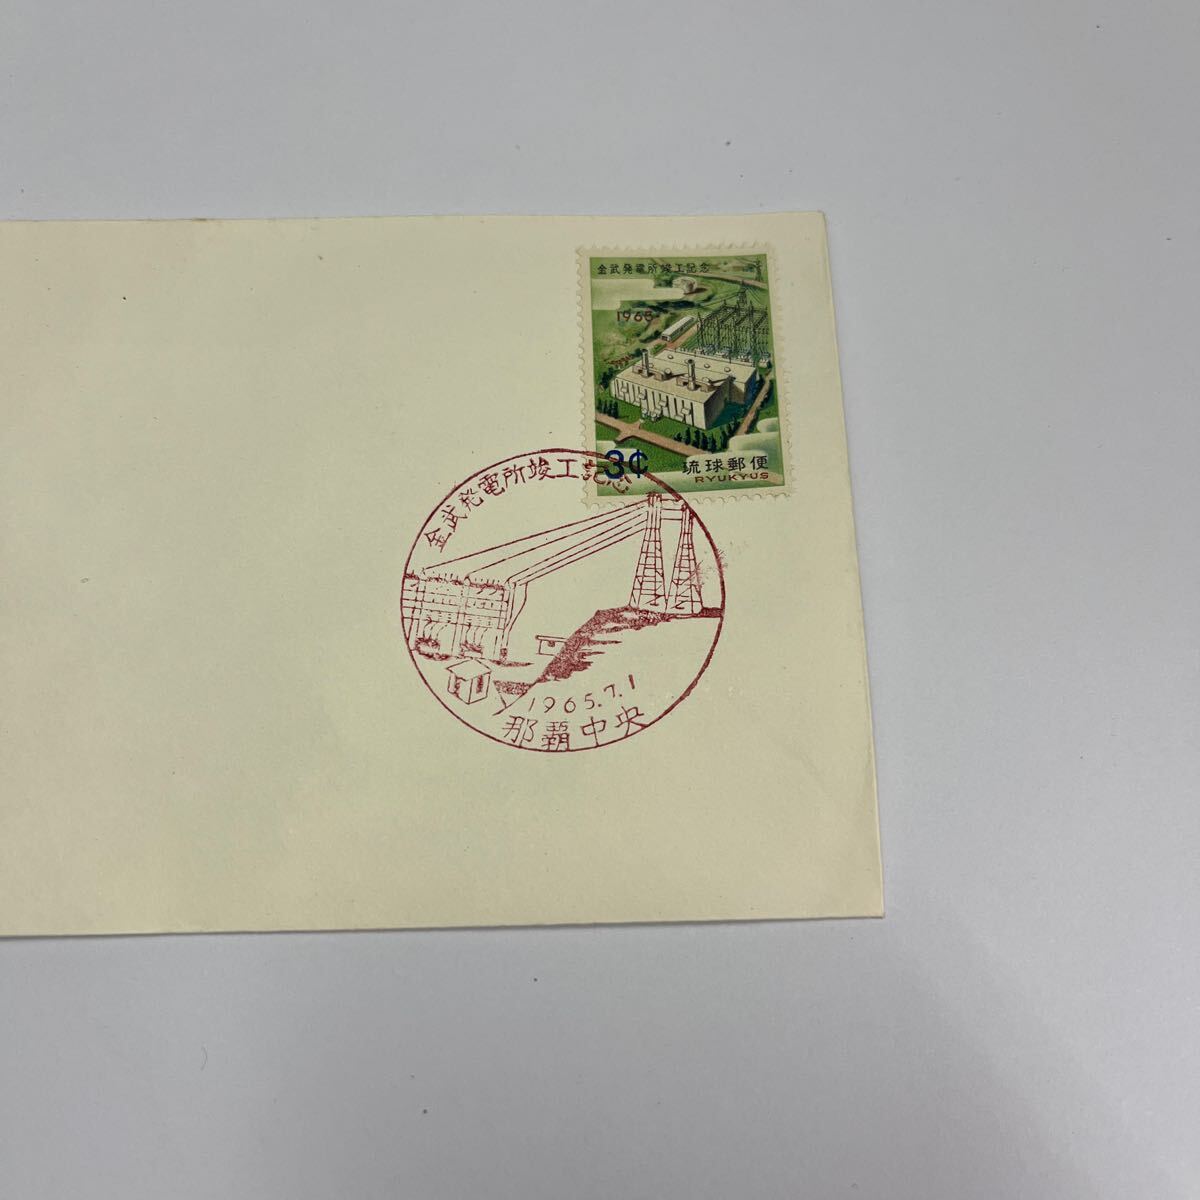 金武発電所竣工記念
1965
3¢ 琉球郵便
RYUKYUS
金武発電所竣工記念
1965.7.1
那覇中央